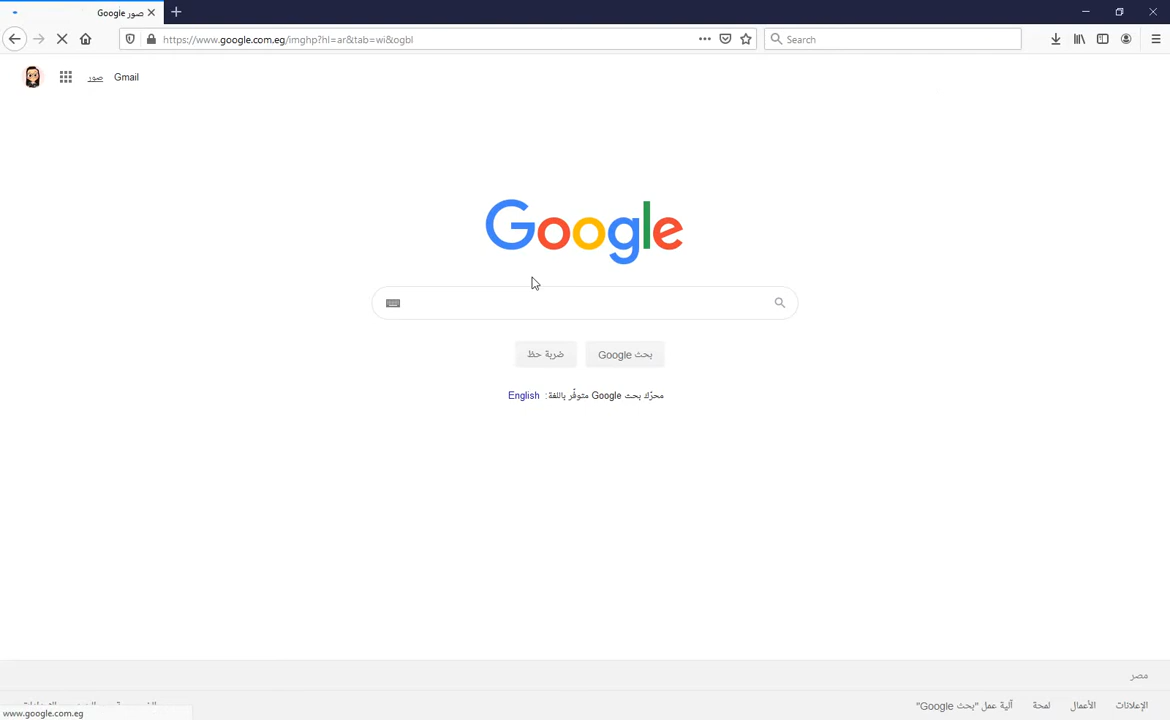 صور Google
https://www.google.com.eg/imghp?hl=ar&tab=wi&ogbl
Search
صور
Gmail
Google
بحث Google
ضربة حظ
محرّك بحث Google متوفّر باللغة: English
مصر
الإعلانات
الأعمال
لمحة
آلية عمل "بحث Google"
www.google.com.eg